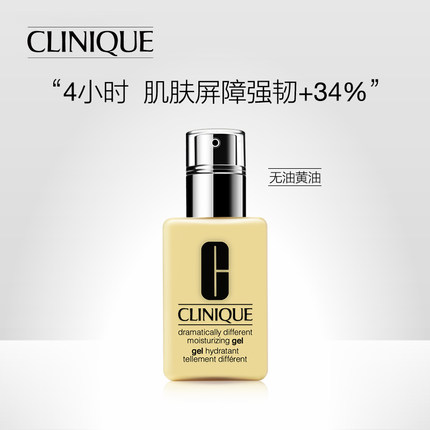 CLINIQUE
“4小时 肌肤屏障强韧+34%”
无油黄油
C
CLINIQUE
dramatically different
moisturizing gel
gel hydratant
tellement différent